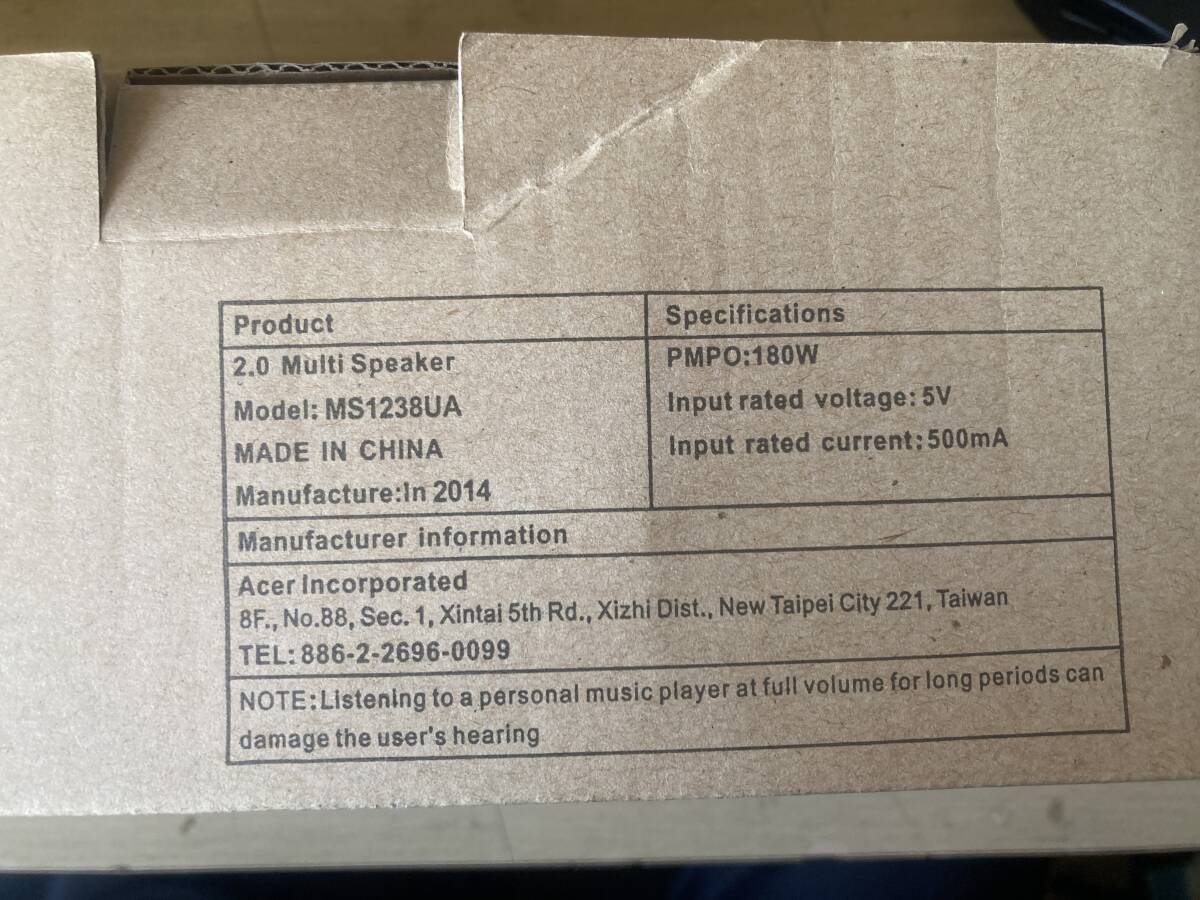 Product
2.0 Multi Speaker
Model: MS1238UA
MADE IN CHINA
Manufacture:In 2014
Specifications
PMPO:180W
Input rated voltage: 5V
Input rated current:500mA
Manufacturer information
Acer Incorporated
8F., No.88, Sec. 1, Xintai 5th Rd., Xizhi Dist., New Taipei City 221, Taiwan
TEL: 886-2-2696-0099
NOTE:Listening to a personal music player at full volume for long periods can
damage the user's hearing